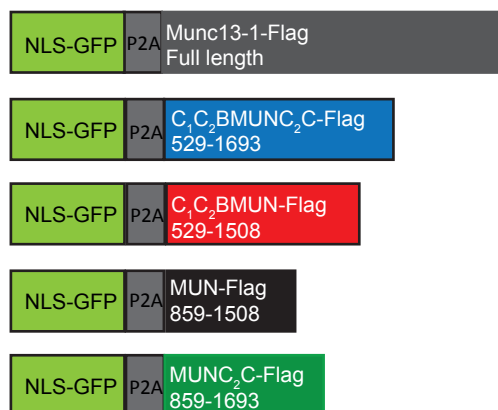 NLS-GFP P2A Munc13-1-Flag
Full length
NLS-GFP P2A C₁C₂BMUNC₂C-Flag
529-1693
NLS-GFP P2A C₁C₂BMUN-Flag
529-1508
NLS-GFP P2A MUN-Flag
859-1508
NLS-GFP P2A MUNC₂C-Flag
859-1693